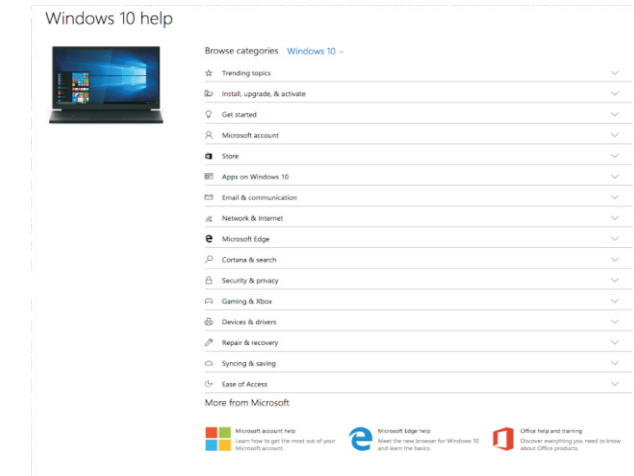 Windows 10 help
Browse categories Windows 10
Trending topics
Install, upgrade, & activate
Get started
Microsoft account
Store
Apps on Windows 10
Email & communication
Network & Internet
Microsoft Edge
Cortana & search
Security & privacy
Gaming & Xbox
Devices & drivers
Repair & recovery
Syncing & saving
Ease of Access
More from Microsoft
Microsoft account help
Learn how to get the most out of your
Microsoft account.
Microsoft Edge help
Meet the new browser for Windows 10
and learn the basics.
Office help and training
Discover everything you need to know
about Office products.